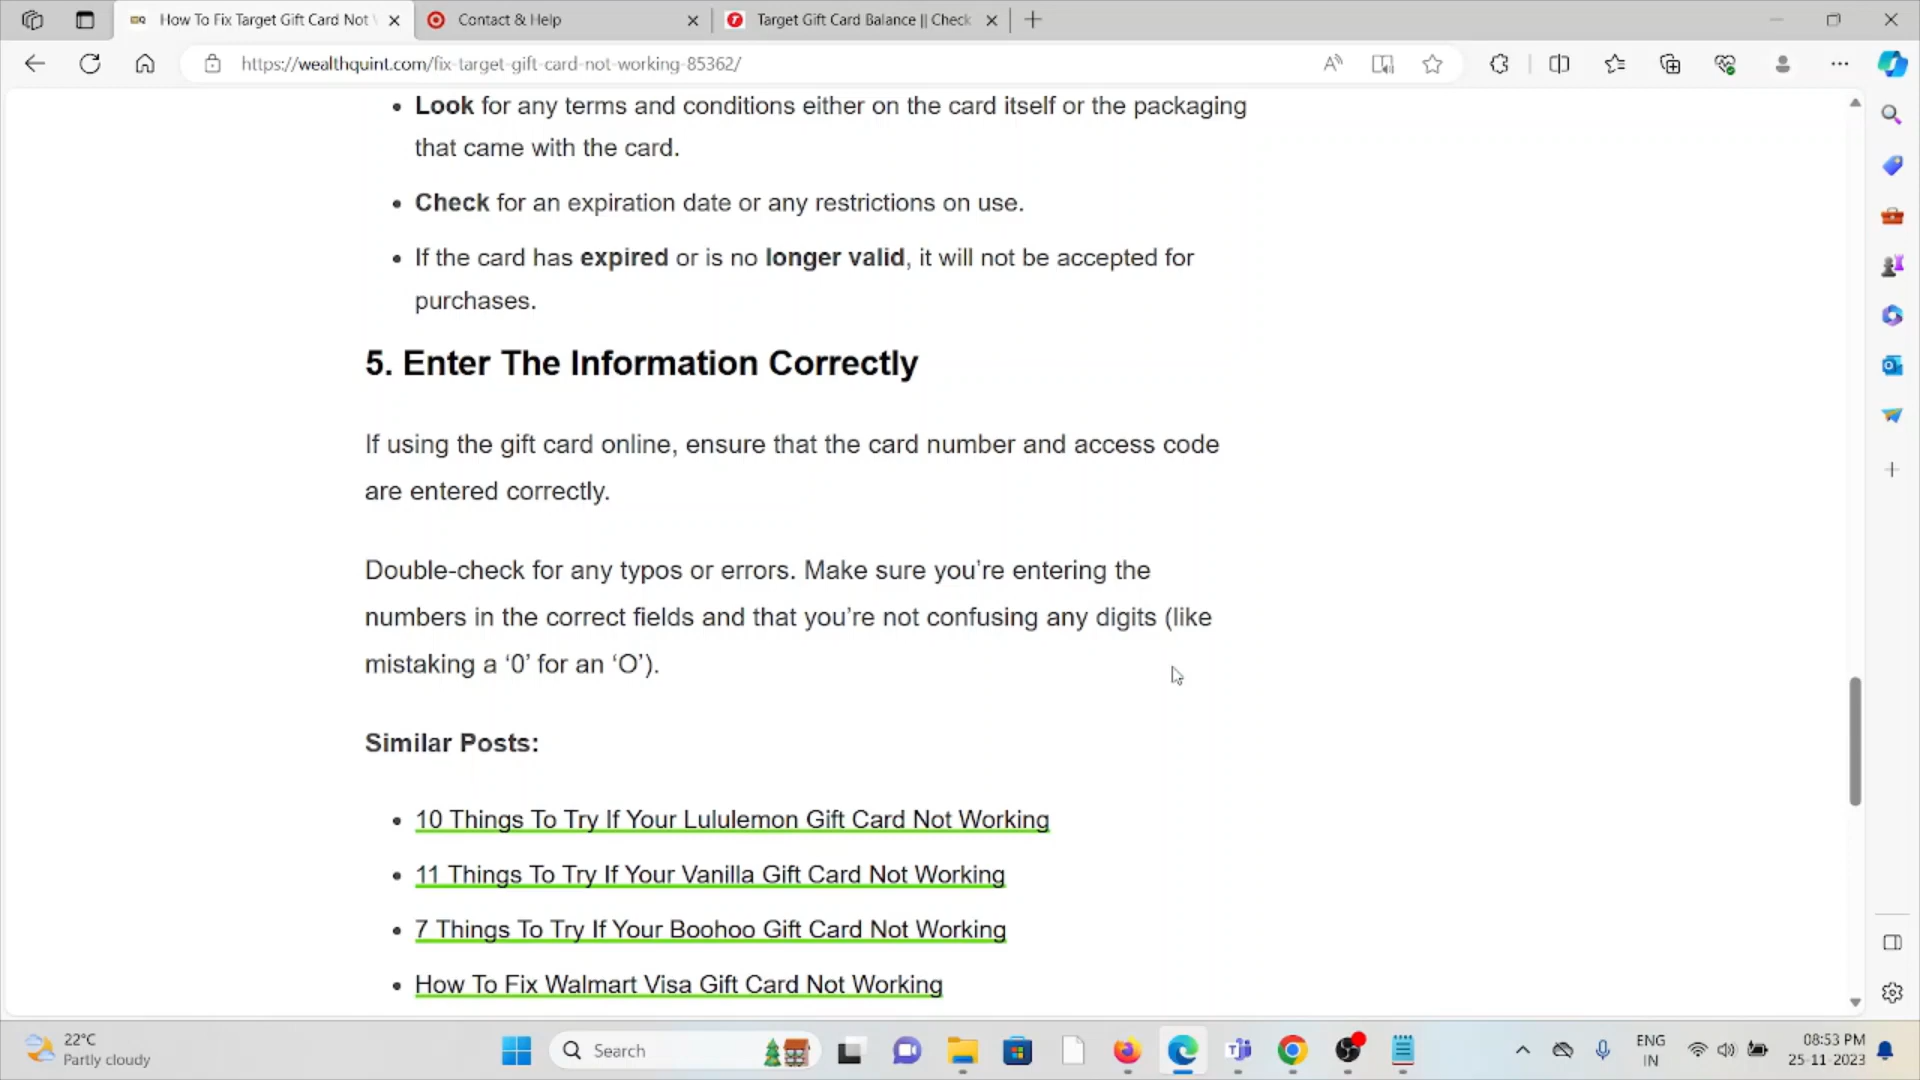 How To Fix Target Gift Card Not
Contact & Help
Target Gift Card Balance || Check
https://wealthquint.com/fix-target-gift-card-not-working-85362/
• Look for any terms and conditions either on the card itself or the packaging
that came with the card.
• Check for an expiration date or any restrictions on use.
• If the card has expired or is no longer valid, it will not be accepted for
purchases.
5. Enter The Information Correctly
If using the gift card online, ensure that the card number and access code
are entered correctly.
Double-check for any typos or errors. Make sure you’re entering the
numbers in the correct fields and that you’re not confusing any digits (like
mistaking a ‘0’ for an ‘O’).
Similar Posts:
• 10 Things To Try If Your Lululemon Gift Card Not Working
• 11 Things To Try If Your Vanilla Gift Card Not Working
• 7 Things To Try If Your Boohoo Gift Card Not Working
• How To Fix Walmart Visa Gift Card Not Working
22°C
Partly cloudy
Search
ENG
IN
08:53 PM
25-11-2023